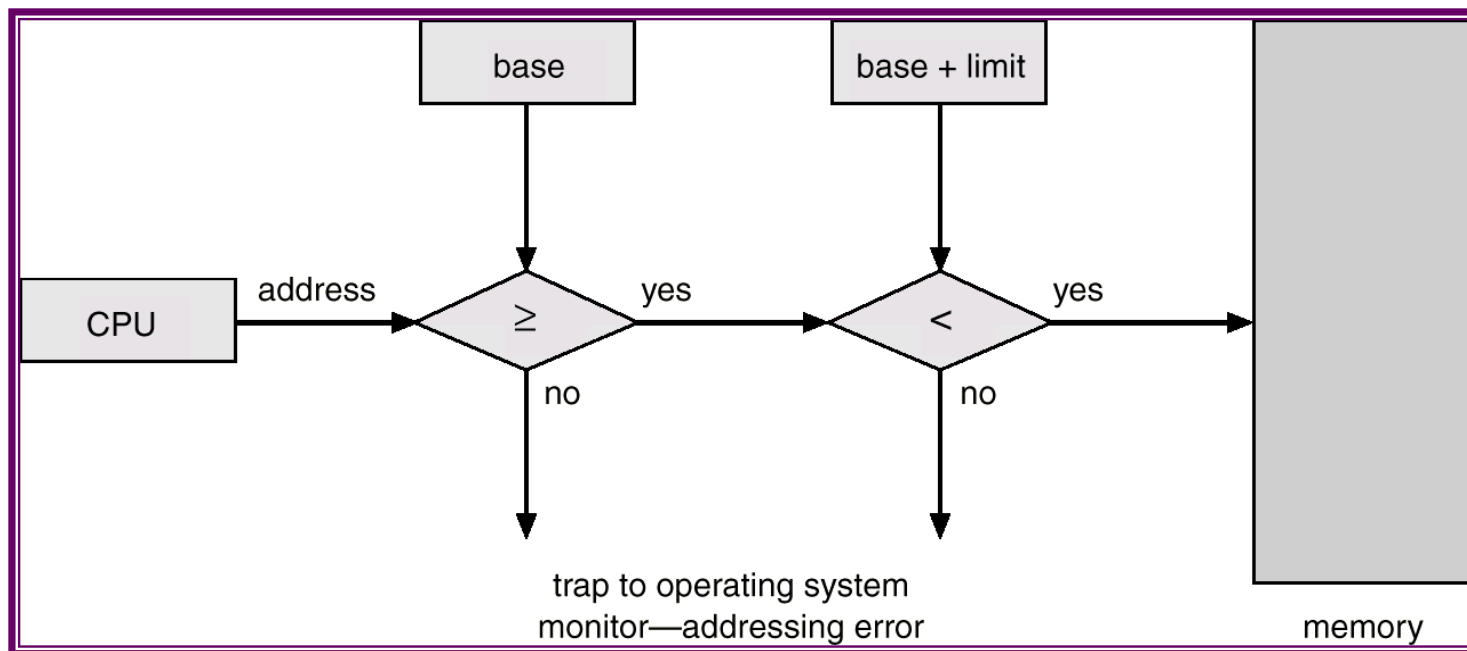 base
base + limit
CPU
address
≥
yes
<
yes
no
no
trap to operating system
monitor—addressing error
memory